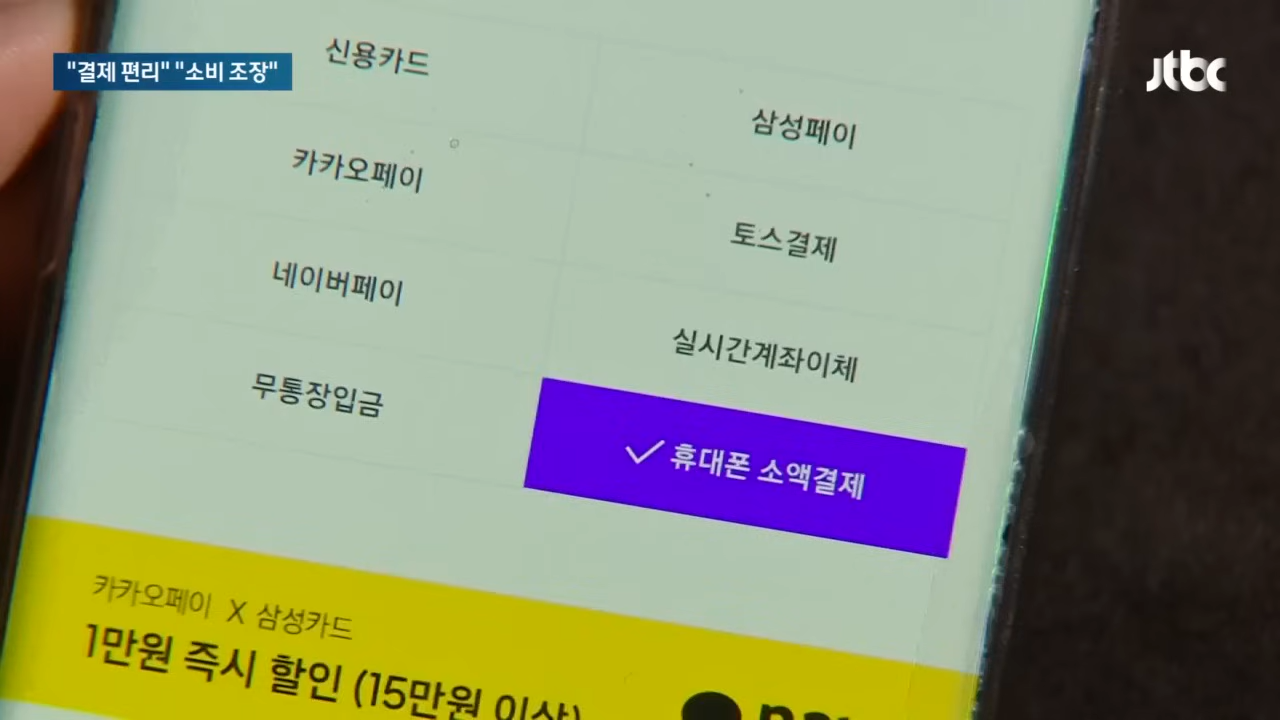 "결제 편리" "소비 조장"
jtbc
신용카드
삼성페이
카카오페이
토스결제
네이버페이
실시간계좌이체
무통장입금
휴대폰 소액결제
카카오페이 X 삼성카드
1만원 즉시 할인 (15만원 이상)
pay